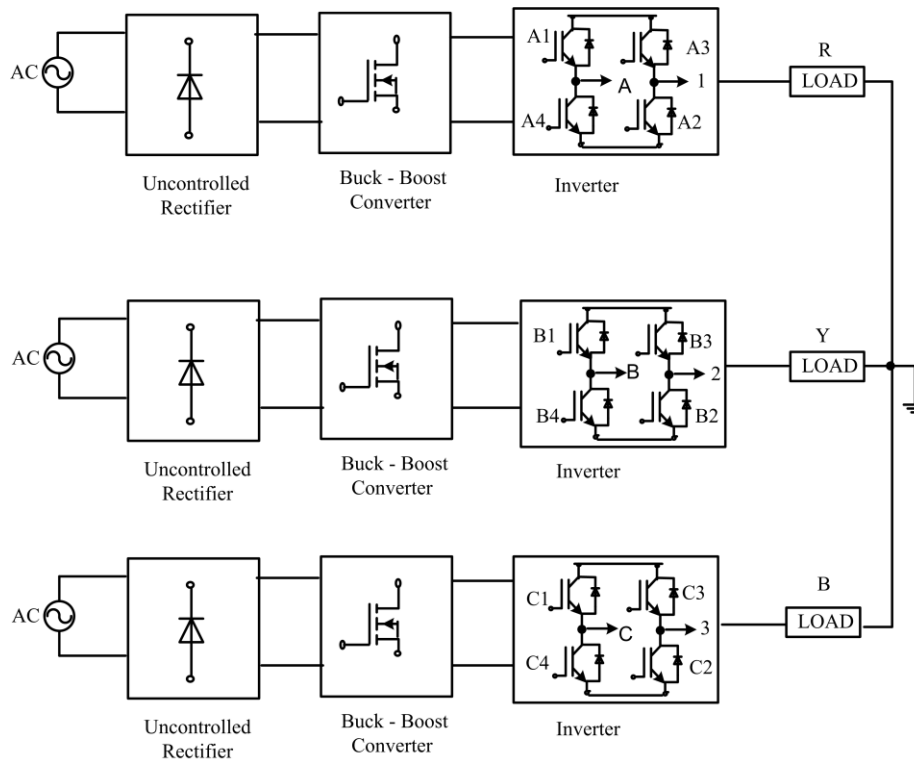 AC
Uncontrolled
Rectifier
Buck - Boost
Converter
A1
A3
A
1
A4
A2
Inverter
R
LOAD
AC
Uncontrolled
Rectifier
Buck - Boost
Converter
B1
B3
B
2
B4
B2
Inverter
Y
LOAD
AC
Uncontrolled
Rectifier
Buck - Boost
Converter
C1
C3
C
3
C4
C2
Inverter
B
LOAD